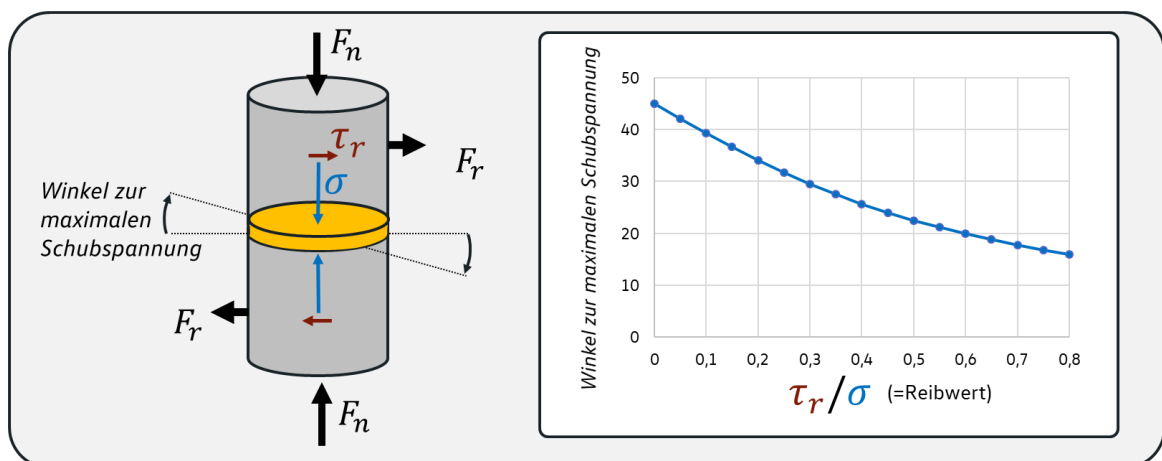 F_n
τ_r
F_r
σ
Winkel zur
maximalen
Schubspannung
F_r
F_n
Winkel zur maximalen Schubspannung
50
40
30
20
10
0
0 0,1 0,2 0,3 0,4 0,5 0,6 0,7 0,8
τ_r/σ (=Reibwert)